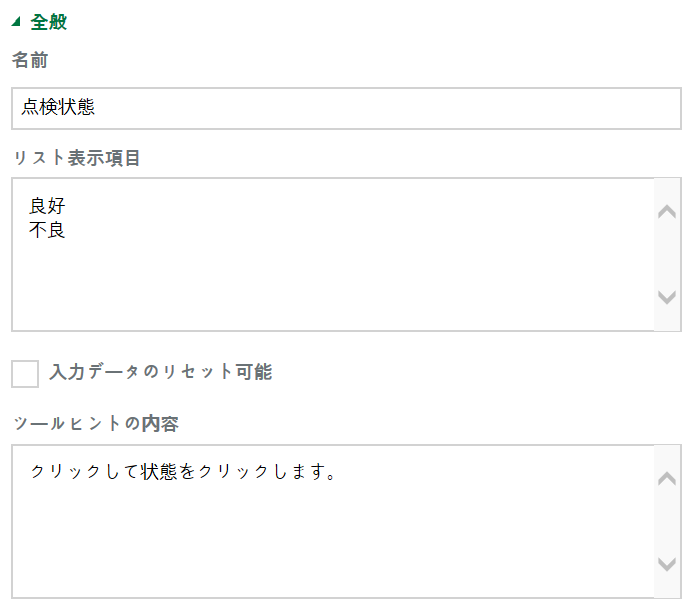 全般
名前
点検状態
リスト表示項目
良好
不良
入力データのリセット可能
ツールヒントの内容
クリックして状態をクリックします。